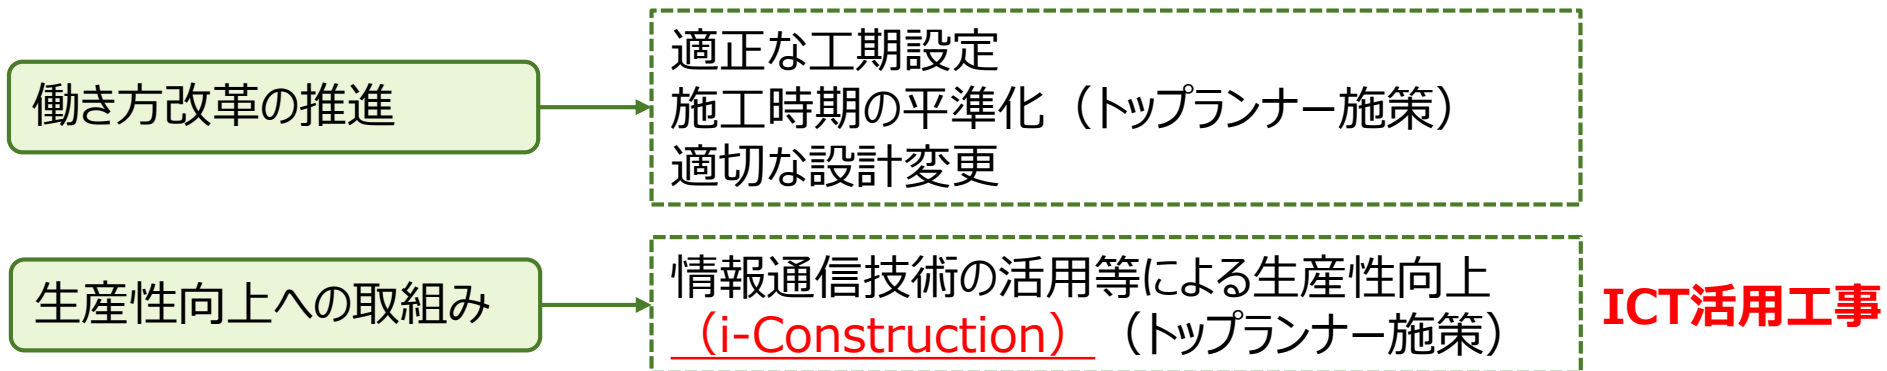 働き方改革の推進
適正な工期設定
施工時期の平準化（トップランナー施策）
適切な設計変更
生産性向上への取組み
情報通信技術の活用等による生産性向上
（i-Construction）（トップランナー施策）
ICT活用工事